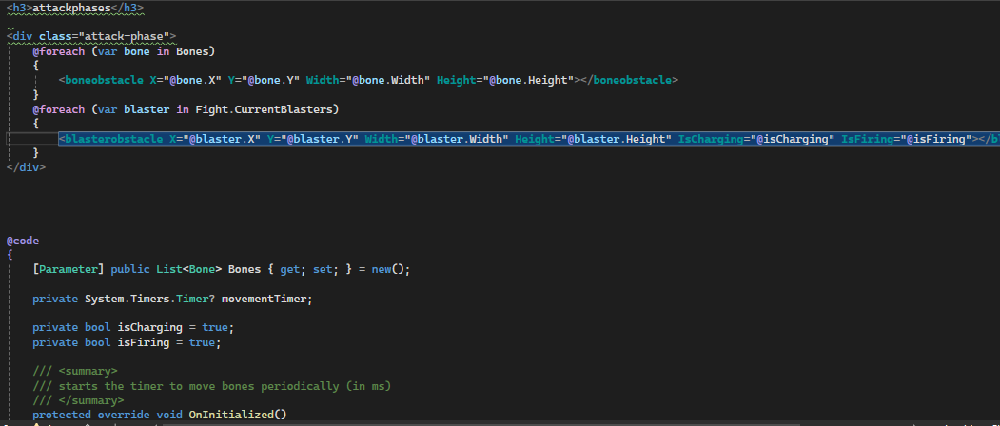 <h3>attackphases</h3>
<div class="attack-phase">
@foreach (var bone in Bones)
{
<boneobstacle X="@bone.X" Y="@bone.Y" Width="@bone.Width" Height="@bone.Height"></boneobstacle>
}
@foreach (var blaster in Fight.CurrentBlasters)
{
<blasterobstacle X="@blaster.X" Y="@blaster.Y" Width="@blaster.Width" Height="@blaster.Height" IsCharging="@isCharging" IsFiring="@isFiring"></b
}
</div>
@code
{
[Parameter] public List<Bone> Bones { get; set; } = new();
private System.Timers.Timer? movementTimer;
private bool isCharging = true;
private bool isFiring = true;
/// <summary>
/// starts the timer to move bones periodically (in ms)
/// </summary>
protected override void OnInitialized()